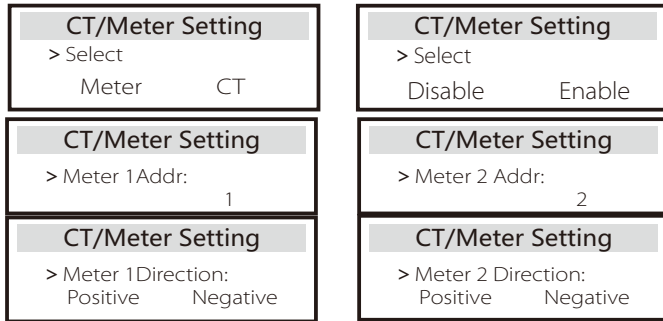 CT/Meter Setting
> Select
Meter CT
CT/Meter Setting
> Select
Disable Enable
CT/Meter Setting
> Meter 1Addr:
1
CT/Meter Setting
> Meter 2 Addr:
2
CT/Meter Setting
> Meter 1Direction:
Positive Negative
CT/Meter Setting
> Meter 2 Direction:
Positive Negative